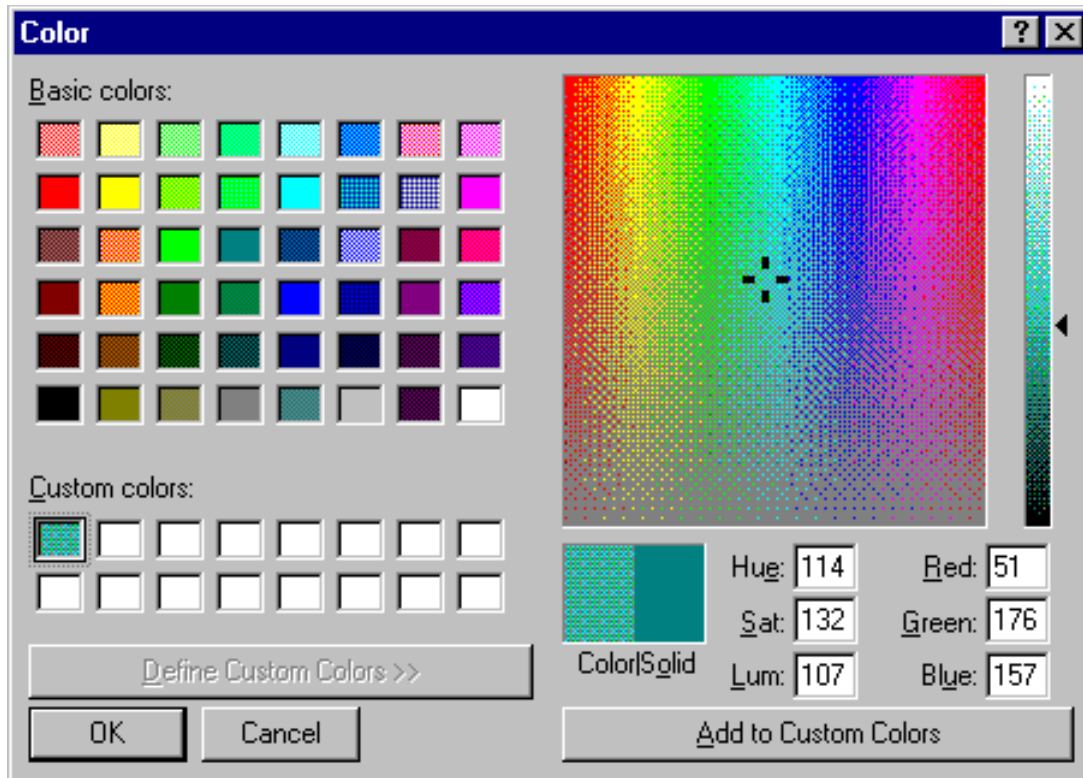 Color
Basic colors:
Custom colors:
Define Custom Colors >>
OK Cancel
Color|Solid
Hue: 114 Red: 51
Sat: 132 Green: 176
Lum: 107 Blue: 157
Add to Custom Colors